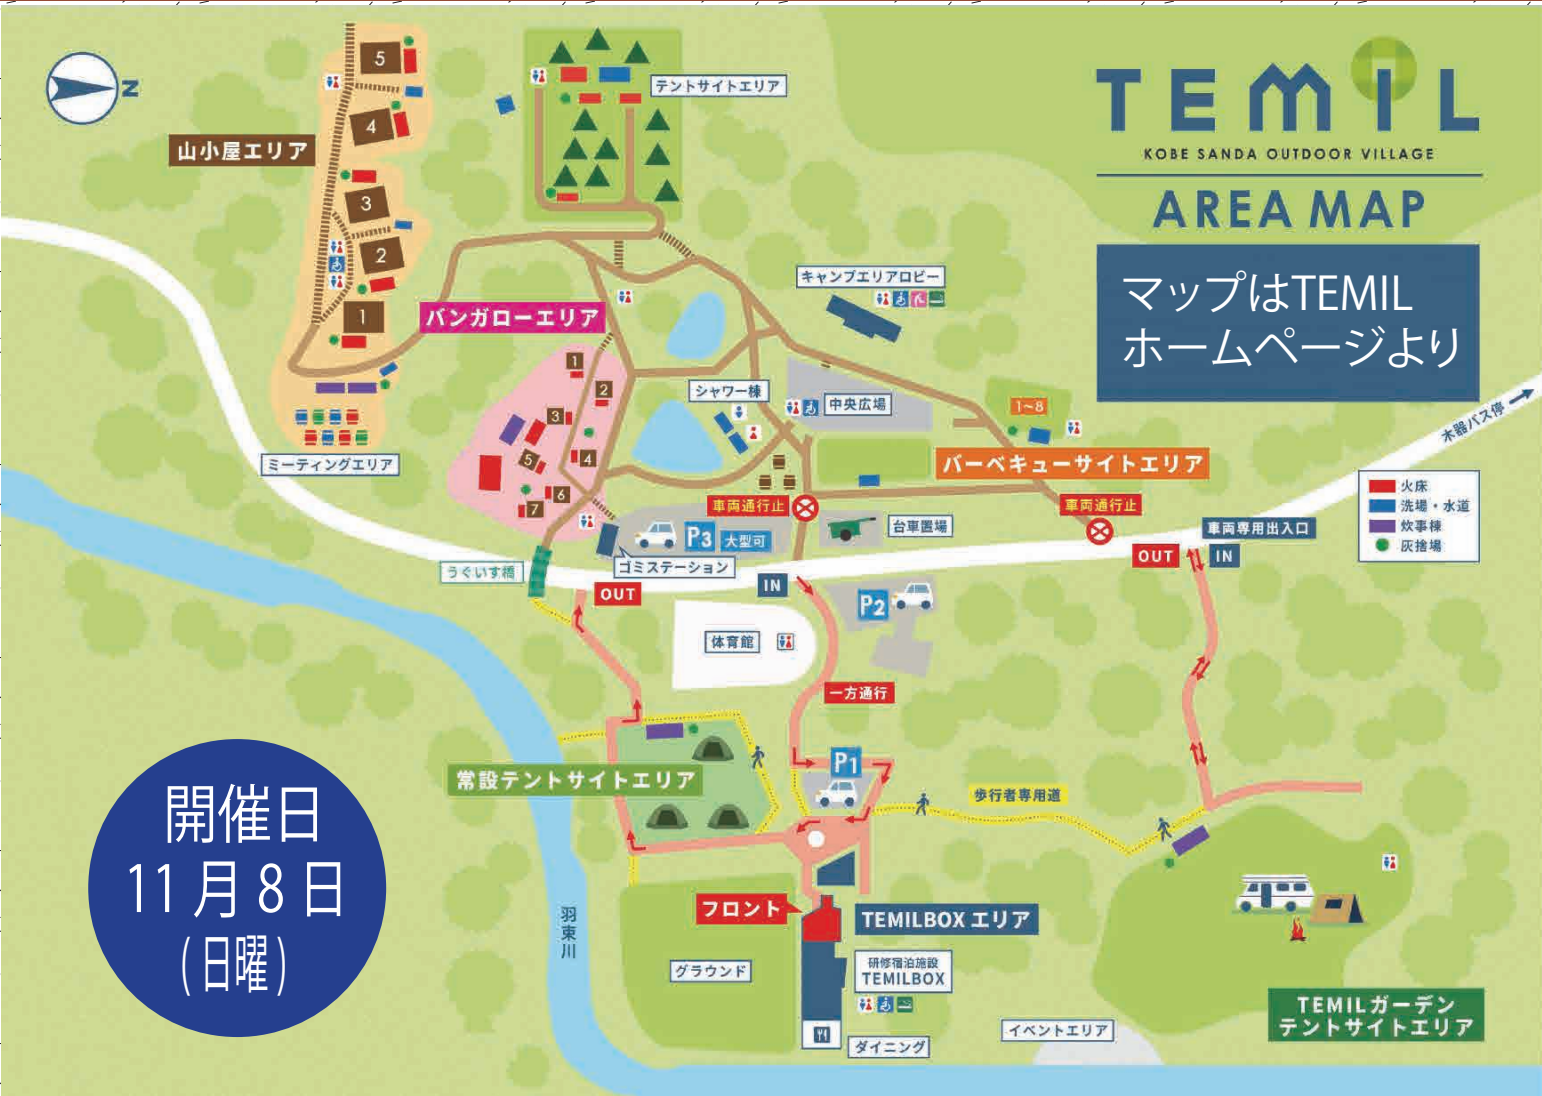 TEMIL
KOBE SANDA OUTDOOR VILLAGE
AREA MAP
マップはTEMIL
ホームページより
N
5
4
3
2
1
山小屋エリア
テントサイトエリア
キャンプエリアロビー
バンガローエリア
1
2
3
4
5
6
7
シャワー棟
中央広場
1~8
バーベキューサイトエリア
木器バス停
ミーティングエリア
火床
洗場・水道
炊事棟
灰捨場
車両通行止
車両通行止
P3
大型可
台車置場
車両専用出入口
OUT
IN
うぐいす橋
ゴミステーション
OUT
IN
P2
体育館
一方通行
常設テントサイトエリア
P1
歩行者専用道
開催日
11月8日
(日曜)
羽束川
フロント
TEMILBOX エリア
グラウンド
研修宿泊施設
TEMILBOX
ダイニング
イベントエリア
TEMILガーデン
テントサイトエリア